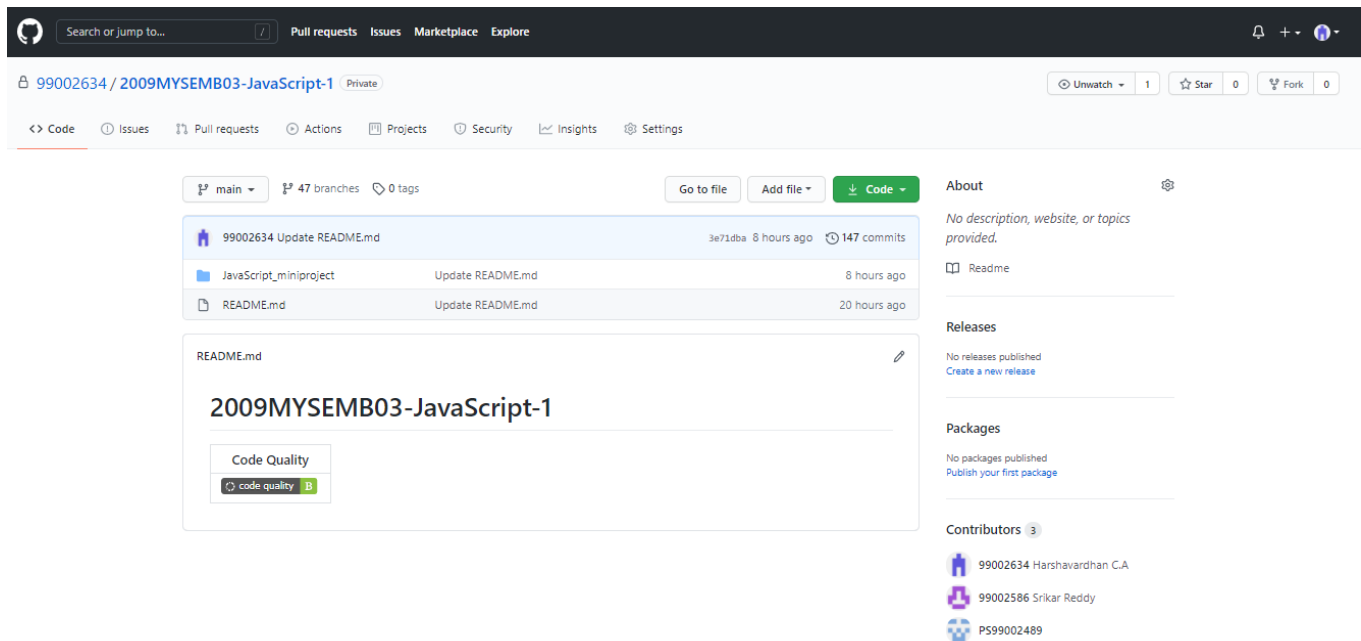 Search or jump to... / Pull requests Issues Marketplace Explore
99002634 / 2009MYSEMB03-JavaScript-1 Private Unwatch 1 Star 0 Fork 0
<> Code Issues Pull requests Actions Projects Security Insights Settings
main 47 branches 0 tags Go to file Add file Code
99002634 Update README.md 3e71dba 8 hours ago 147 commits
JavaScript_miniproject Update README.md 8 hours ago
README.md Update README.md 20 hours ago
README.md
2009MYSEMB03-JavaScript-1
Code Quality
code quality B
About
No description, website, or topics
provided.
Readme
Releases
No releases published
Create a new release
Packages
No packages published
Publish your first package
Contributors 3
99002634 Harshavardhan C.A
99002586 Srikar Reddy
PS99002489